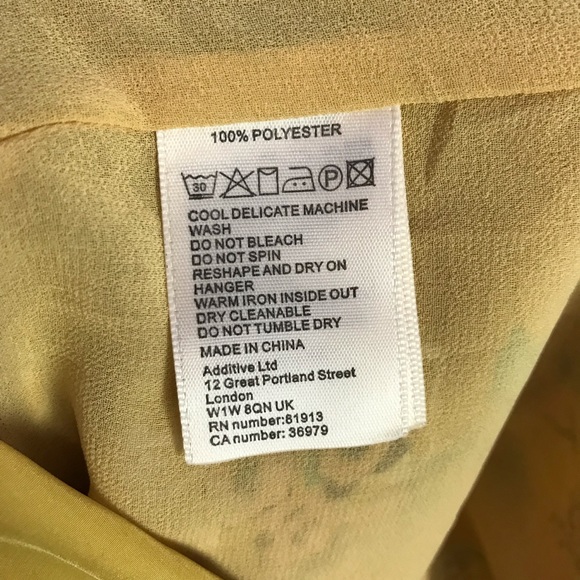 100% POLYESTER
30 P
COOL DELICATE MACHINE
WASH
DO NOT BLEACH
DO NOT SPIN
RESHAPE AND DRY ON
HANGER
WARM IRON INSIDE OUT
DRY CLEANABLE
DO NOT TUMBLE DRY
MADE IN CHINA
Additive Ltd
12 Great Portland Street
London
W1W 8QN UK
RN number:81913
CA number: 36979